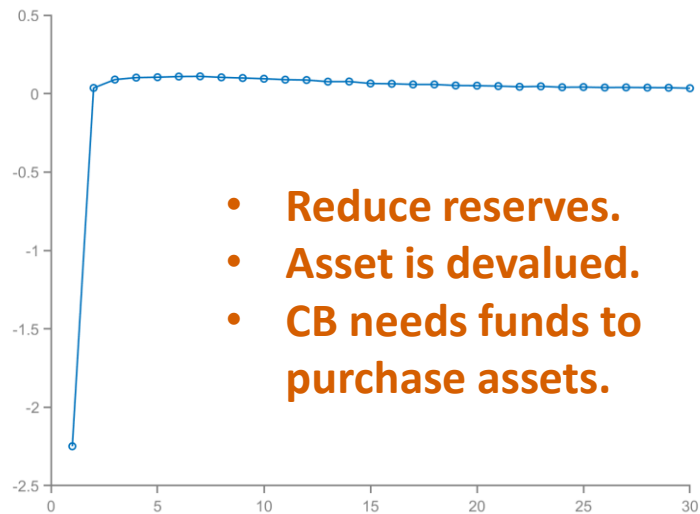 0.5
0
-0.5
-1
-1.5
-2
-2.5
• Reduce reserves.
• Asset is devalued.
• CB needs funds to
purchase assets.
0 5 10 15 20 25 30